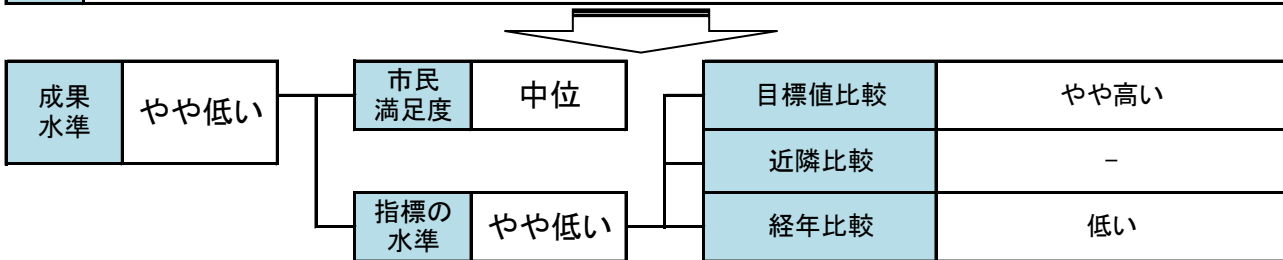 成果
水準
やや低い
市民
満足度
中位
指標の
水準
やや低い
目標値比較
やや高い
近隣比較
－
経年比較
低い